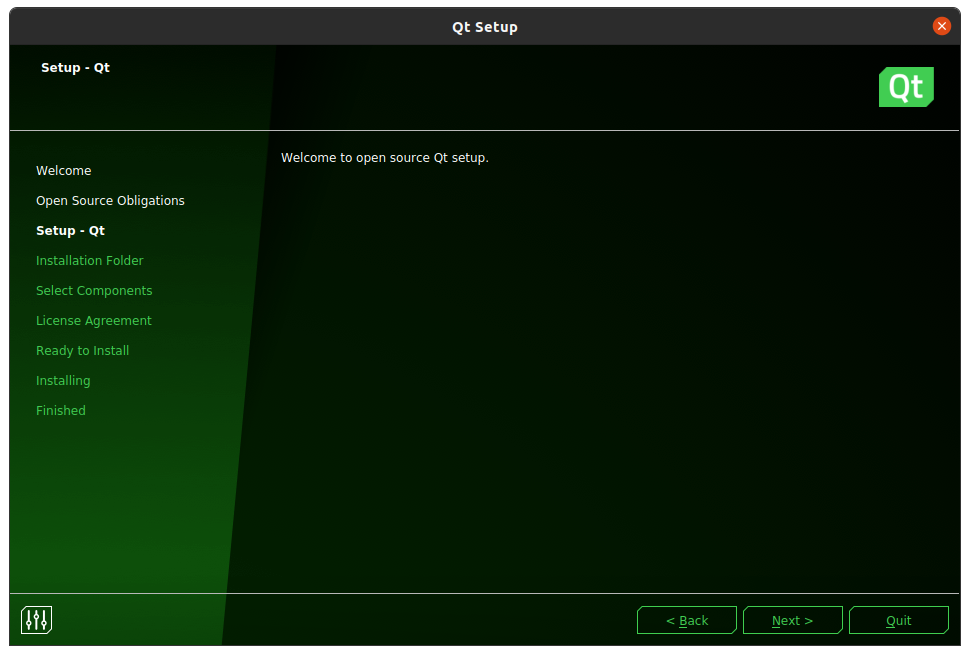 Qt Setup
Setup - Qt
Qt
Welcome to open source Qt setup.
Welcome
Open Source Obligations
Setup - Qt
Installation Folder
Select Components
License Agreement
Ready to Install
Installing
Finished
< Back
Next >
Quit